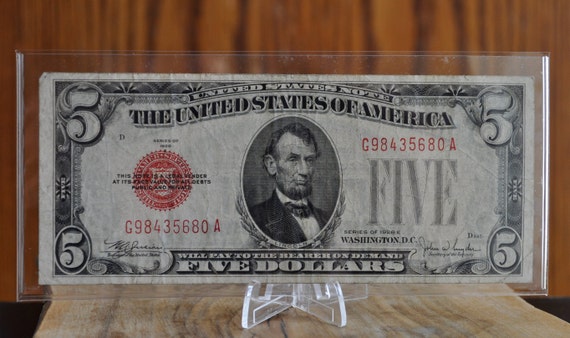 5 UNITED STATES NOTE 5
THE UNITED STATES OF AMERICA
D
SERIES OF
1928
G98435680 A
THIS NOTE IS A LEGAL TENDER
AT ITS FACE VALUE FOR ALL DEBTS
PUBLIC AND PRIVATE
FIVE
G98435680 A
SERIES OF 1928 E
WASHINGTON, D.C.
John W. Snyder
5 WILL PAY TO THE BEARER ON DEMAND 5
FIVE DOLLARS